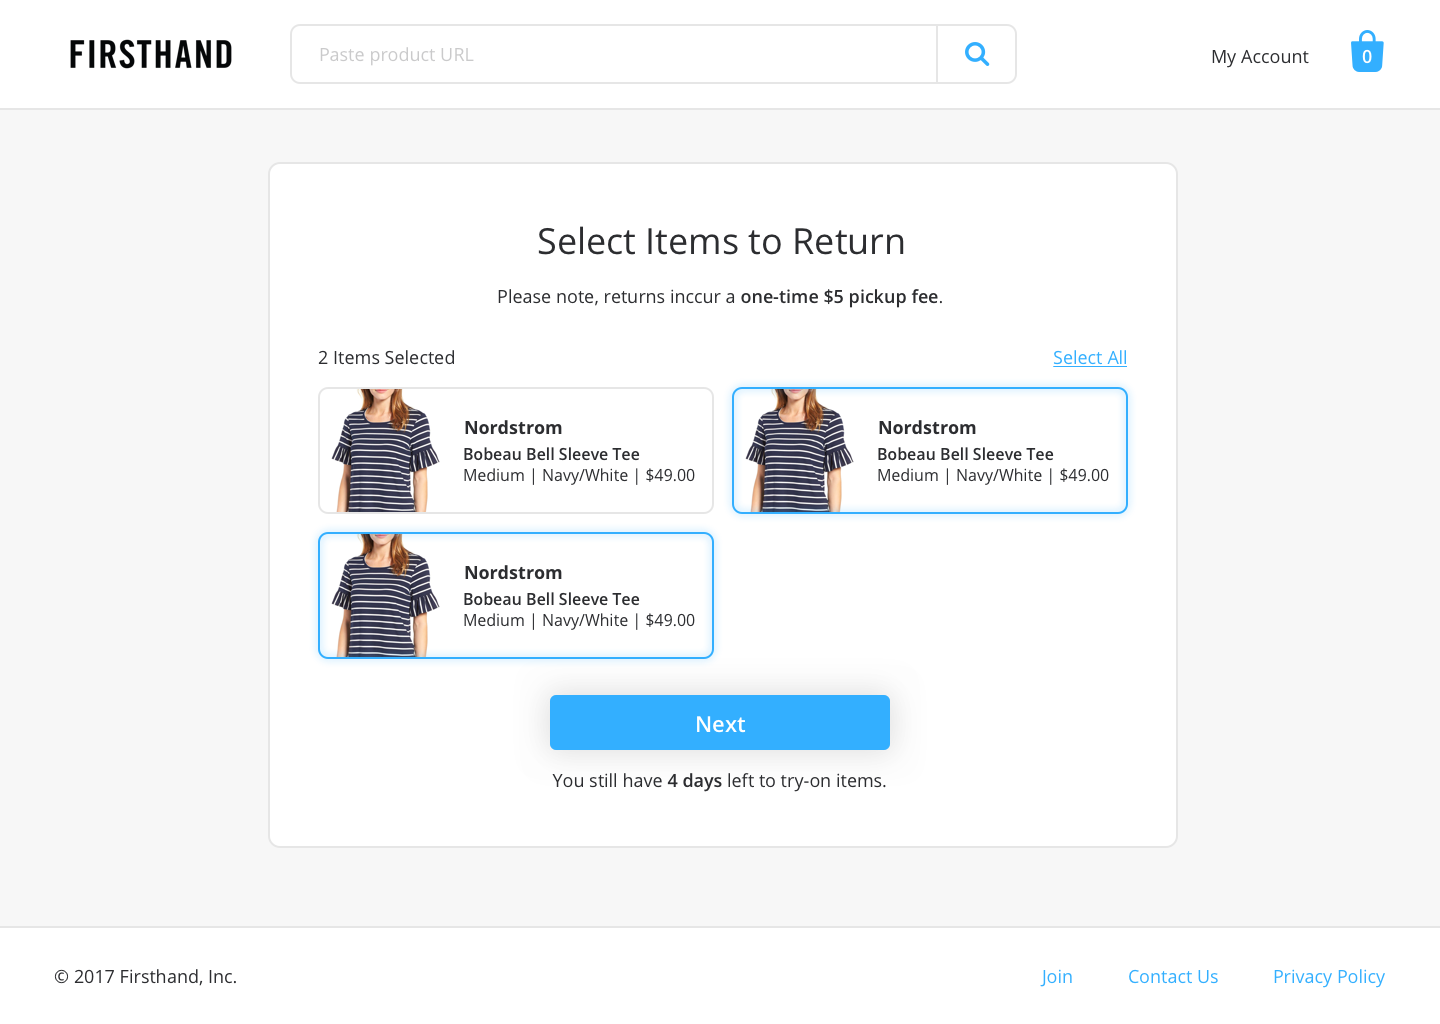 FIRSTHAND
Paste product URL
My Account
0
Select Items to Return
Please note, returns inccur a one-time $5 pickup fee.
2 Items Selected
Select All
Nordstrom
Bobeau Bell Sleeve Tee
Medium | Navy/White | $49.00
Nordstrom
Bobeau Bell Sleeve Tee
Medium | Navy/White | $49.00
Nordstrom
Bobeau Bell Sleeve Tee
Medium | Navy/White | $49.00
Next
You still have 4 days left to try-on items.
© 2017 Firsthand, Inc.
Join
Contact Us
Privacy Policy